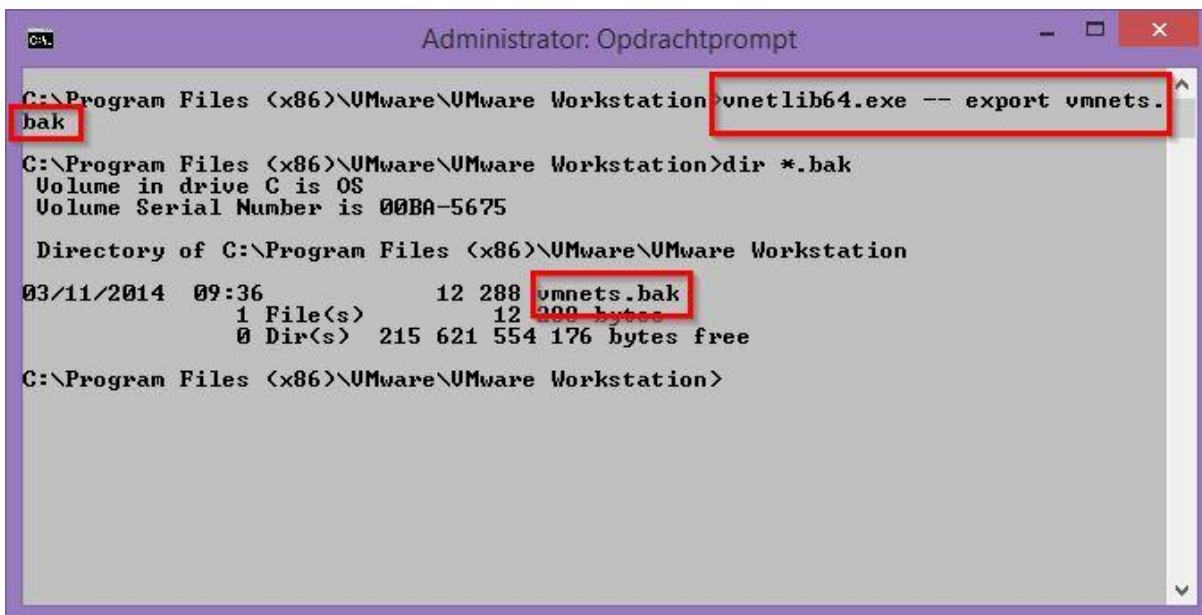 Administrator: Opdrachtprompt
C:\Program Files (x86)\VMware\VMware Workstation>vnetlib64.exe -- export vmnets.
bak
C:\Program Files (x86)\VMware\VMware Workstation>dir *.bak
Volume in drive C is OS
Volume Serial Number is 00BA-5675
Directory of C:\Program Files (x86)\VMware\VMware Workstation
03/11/2014 09:36 12 288 vmnets.bak
1 File(s) 12 288 bytes
0 Dir(s) 215 621 554 176 bytes free
C:\Program Files (x86)\VMware\VMware Workstation>